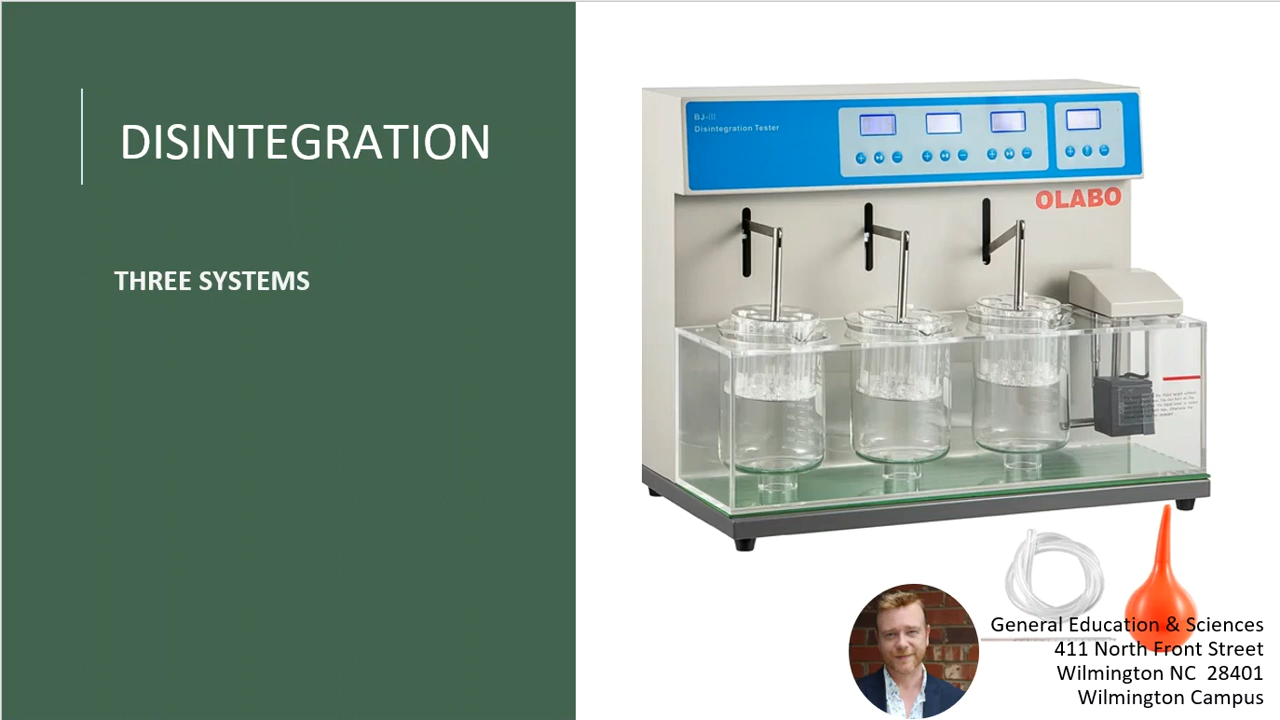 DISINTEGRATION
THREE SYSTEMS
BJ-III
Disintegration Tester
OLABO
General Education & Sciences
411 North Front Street
Wilmington NC 28401
Wilmington Campus